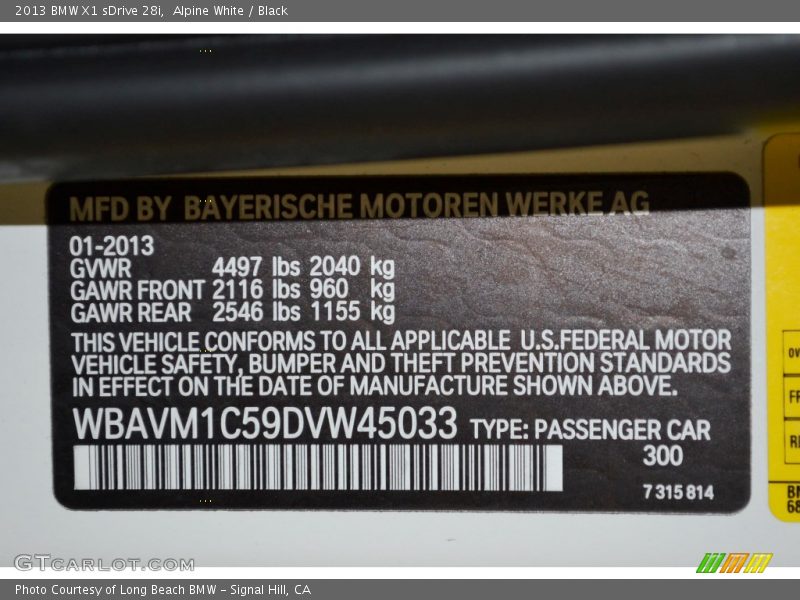 2013 BMW X1 sDrive 28i,  Alpine White / Black
MFD BY BAYERISCHE MOTOREN WERKE AG
01-2013
GVWR 4497 lbs 2040 kg
GAWR FRONT 2116 lbs 960 kg
GAWR REAR 2546 lbs 1155 kg
THIS VEHICLE CONFORMS TO ALL APPLICABLE U.S.FEDERAL MOTOR
VEHICLE SAFETY, BUMPER AND THEFT PREVENTION STANDARDS
IN EFFECT ON THE DATE OF MANUFACTURE SHOWN ABOVE.
WBAVM1C59DVW45033 TYPE: PASSENGER CAR
300
7 315 814
GTCARLOT.COM
Photo Courtesy of Long Beach BMW - Signal Hill, CA